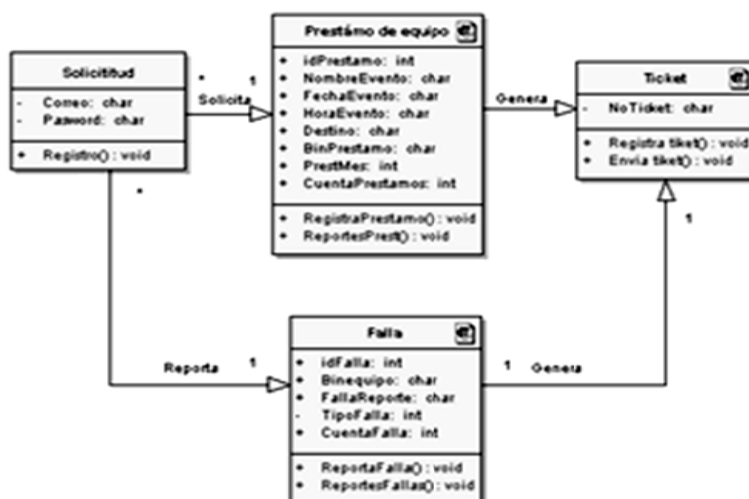 Solicititud
- Correo: char
- Pasword: char
+ Registro() : void
*
1
Solicita
Prestámo de equipo
+ idPrestamo: int
+ NombreEvento: char
+ FechaEvento: char
+ HoraEvento: char
+ Destino: char
+ BinPrestamo: char
+ PrestMes: int
+ CuentaPrestamos: int
+ RegistraPrestamo() : void
+ ReportesPrest() : void
Genera
Ticket
- NoTicket: char
+ Registra tiket() : void
+ Envia tiket() : void
*
1
Reporta
1
Falla
+ idFalla: int
+ Binequipo: char
+ FallaReporte: char
- TipoFalla: int
+ CuentaFalla: int
+ ReportaFalla() : void
+ ReportesFallas() : void
1
Genera